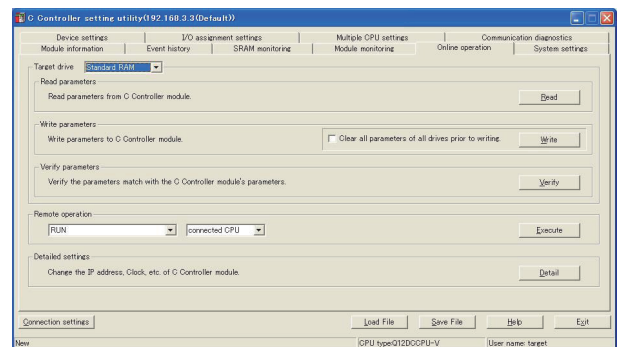 C Controller setting utility(192.168.3.3(Default))
Device settings I/O assignment settings Multiple CPU settings Communication diagnostics
Module information Event history SRAM monitoring Module monitoring Online operation System settings
Target drive Standard RAM
Read parameters
Read parameters from C Controller module. Read
Write parameters
Write parameters to C Controller module. Clear all parameters of all drives prior to writing. Write
Verify parameters
Verify the parameters match with the C Controller module's parameters. Verify
Remote operation
RUN connected CPU Execute
Detailed settings
Change the IP address, Clock, etc. of C Controller module. Detail
Connection settings Load File Save File Help Exit
New CPU type:Q12DCCPU-V User name: target